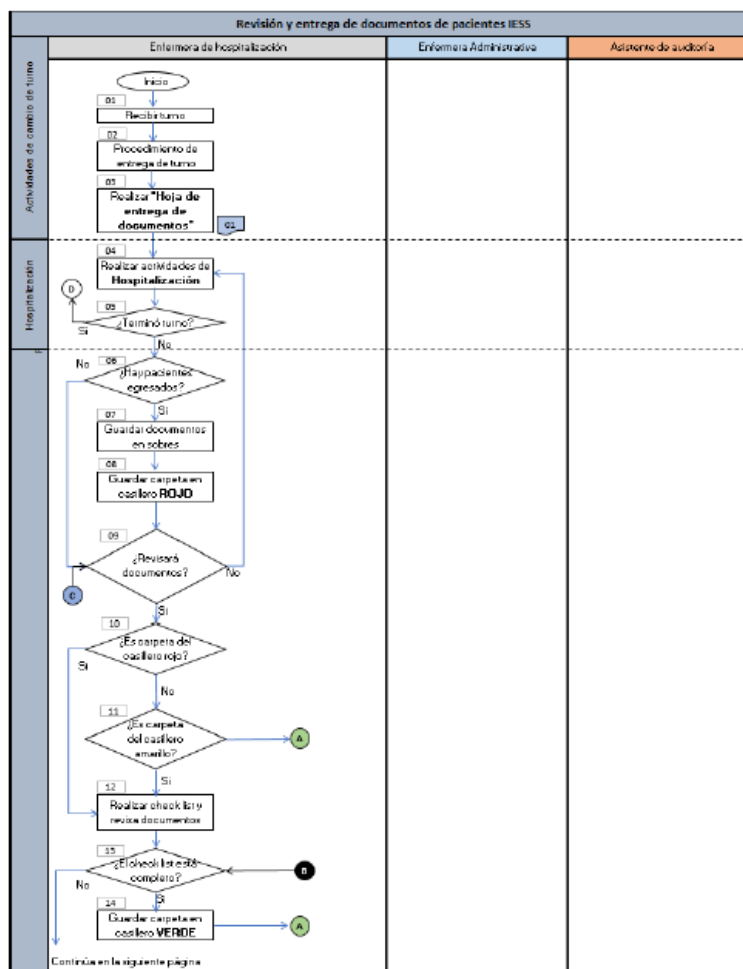 Revisión y entrega de documentos de pacientes IESS
Enfermera de hospitalización
Enfermera Administrativa
Asistente de auditoría
Actividades de cambio de turno
Inicio
01
Recibir turno
02
Procedimiento de
entrega de turno
03
Realizar "Hoja de
entrega de
documentos"
01
Hospitalización
04
Realizar actividades de
Hospitalización
D
05
¿Terminó turno?
Si
No
06
¿Hay pacientes
egresados?
No
Si
07
Guardar documentos
en sobres
08
Guardar carpeta en
casillero ROJO
09
¿Revisará
documentos?
No
C
Si
10
¿Es carpeta del
casillero rojo?
Si
No
11
¿Es carpeta
del casillero
amarillo?
A
Si
12
Realizar check list y
revisa documentos
13
¿El check list está
completo?
B
No
Si
14
Guardar carpeta en
casillero VERDE
A
Continúa en la siguiente página